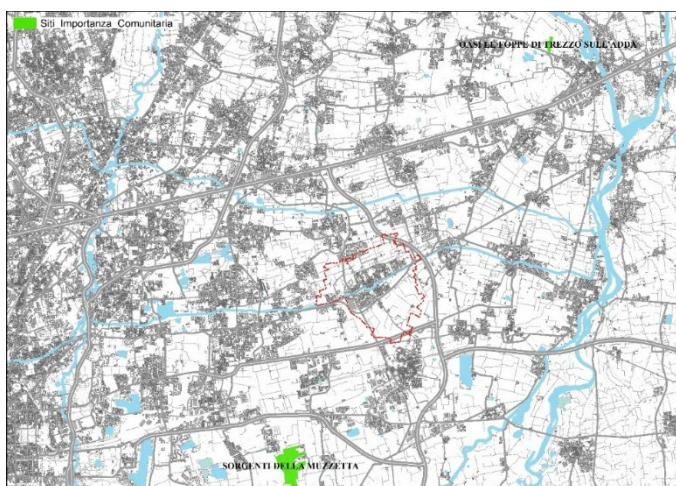 Siti Importanza Comunitaria
OASI LE FOPPE DI TREZZO SULL'ADDA
SORGENTI DELLA MUZZETTA